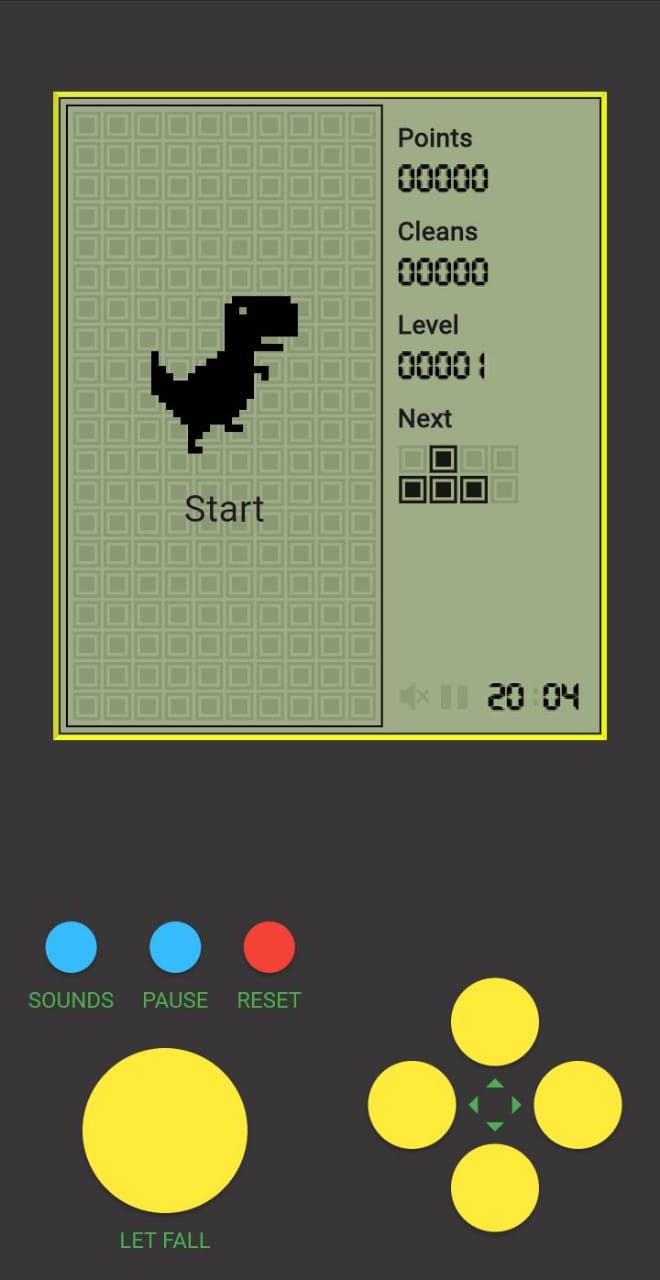 Points
00000
Cleans
00000
Level
00001
Next
Start
20:04
SOUNDS PAUSE RESET
LET FALL